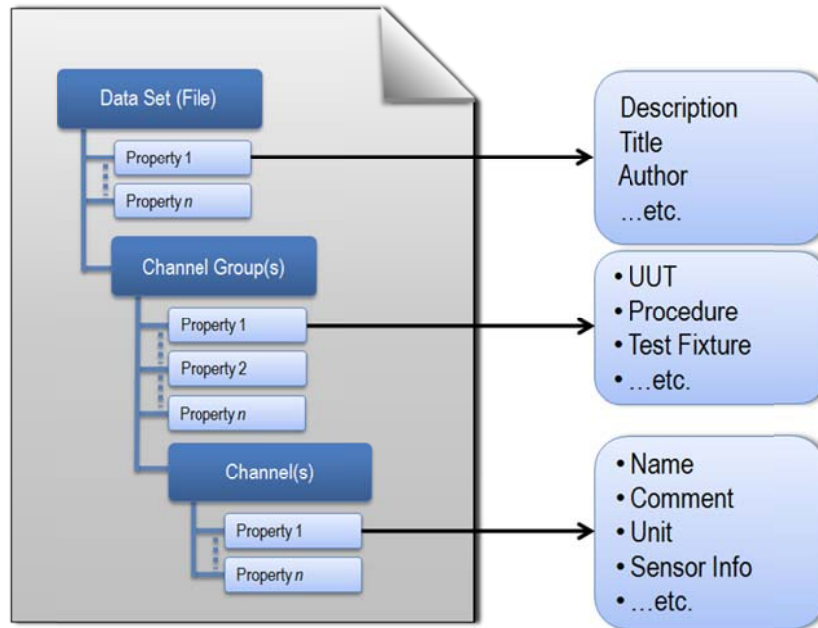 Data Set (File)
Property 1
Property n
Channel Group(s)
Property 1
Property 2
Property n
Channel(s)
Property 1
Property n
Description
Title
Author
...etc.
• UUT
• Procedure
• Test Fixture
• ...etc.
• Name
• Comment
• Unit
• Sensor Info
• ...etc.